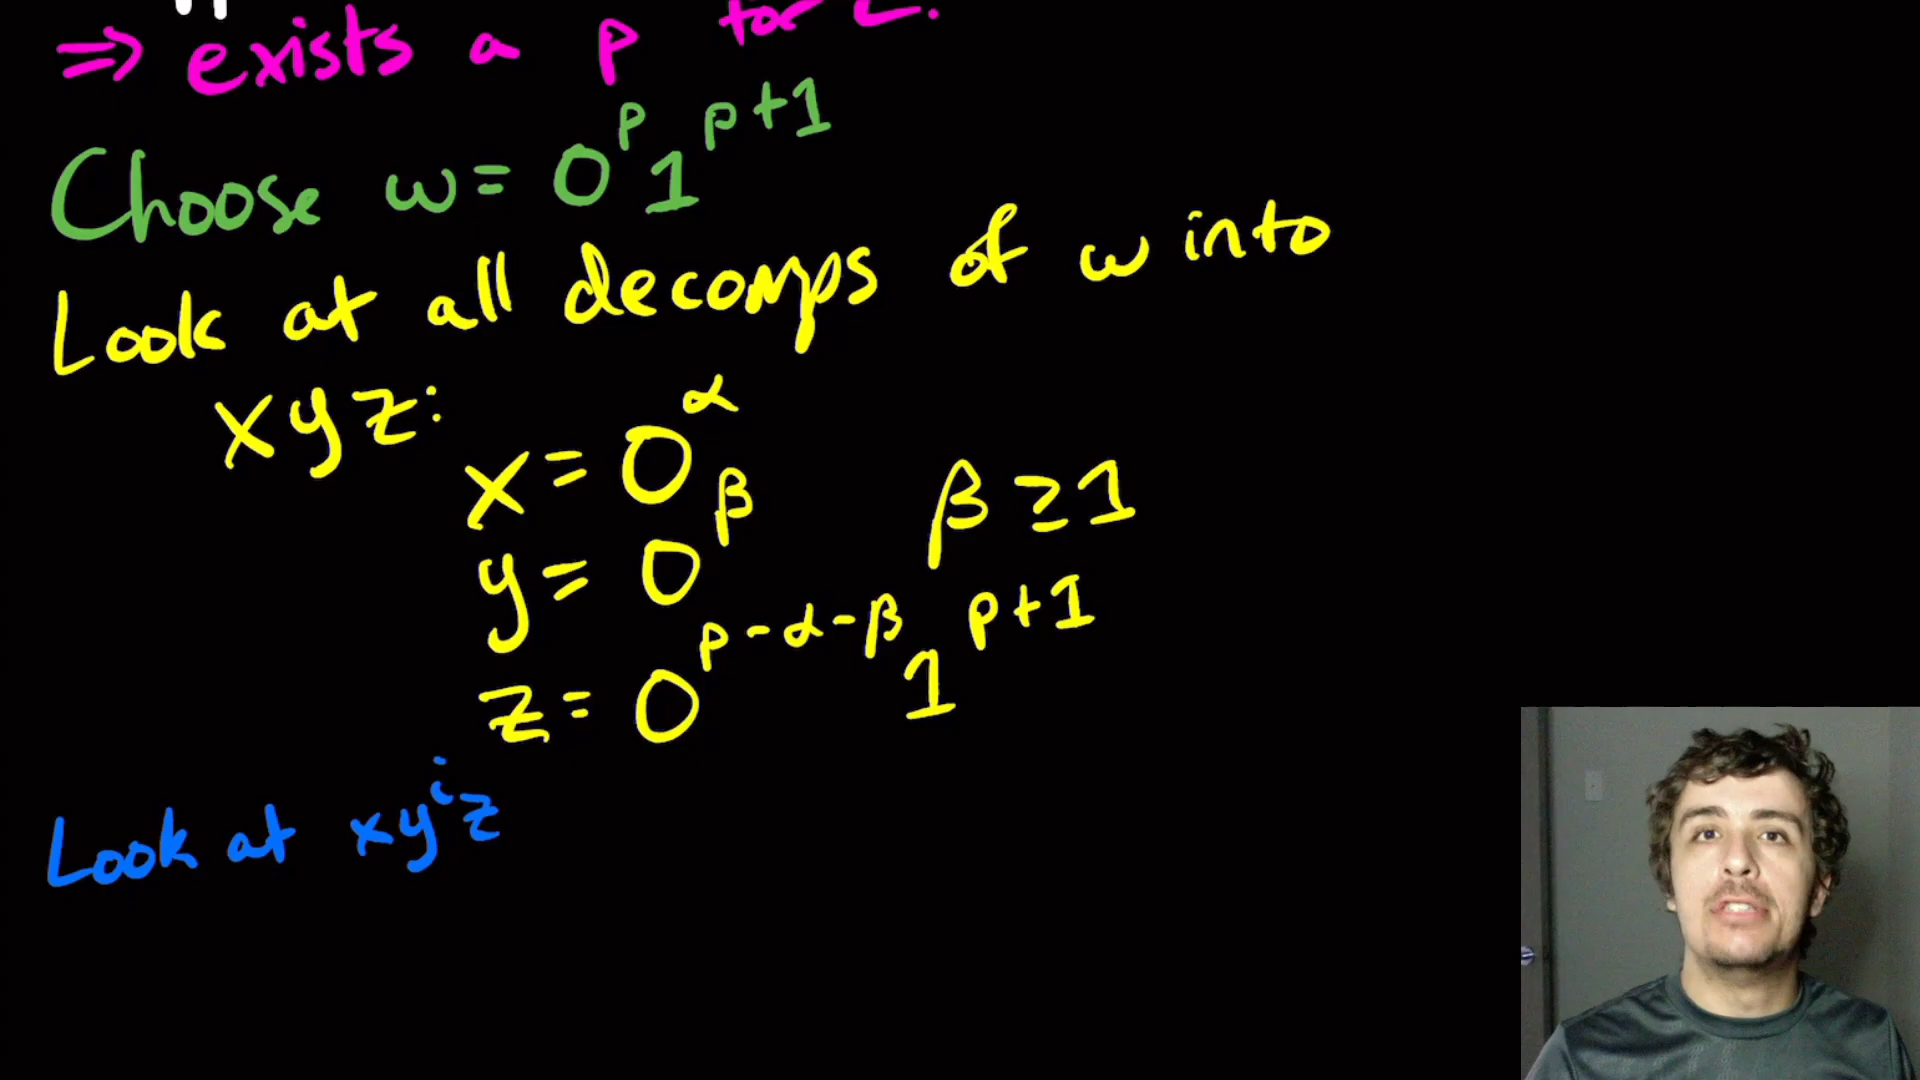 ⇒ exists a p for L.
Choose w = 0^p 1^{p+1}
Look at all decomps of w into
xyz:
x = 0^α
y = 0^β β ≥ 1
z = 0^{p-α-β} 1^{p+1}
Look at xy^i z